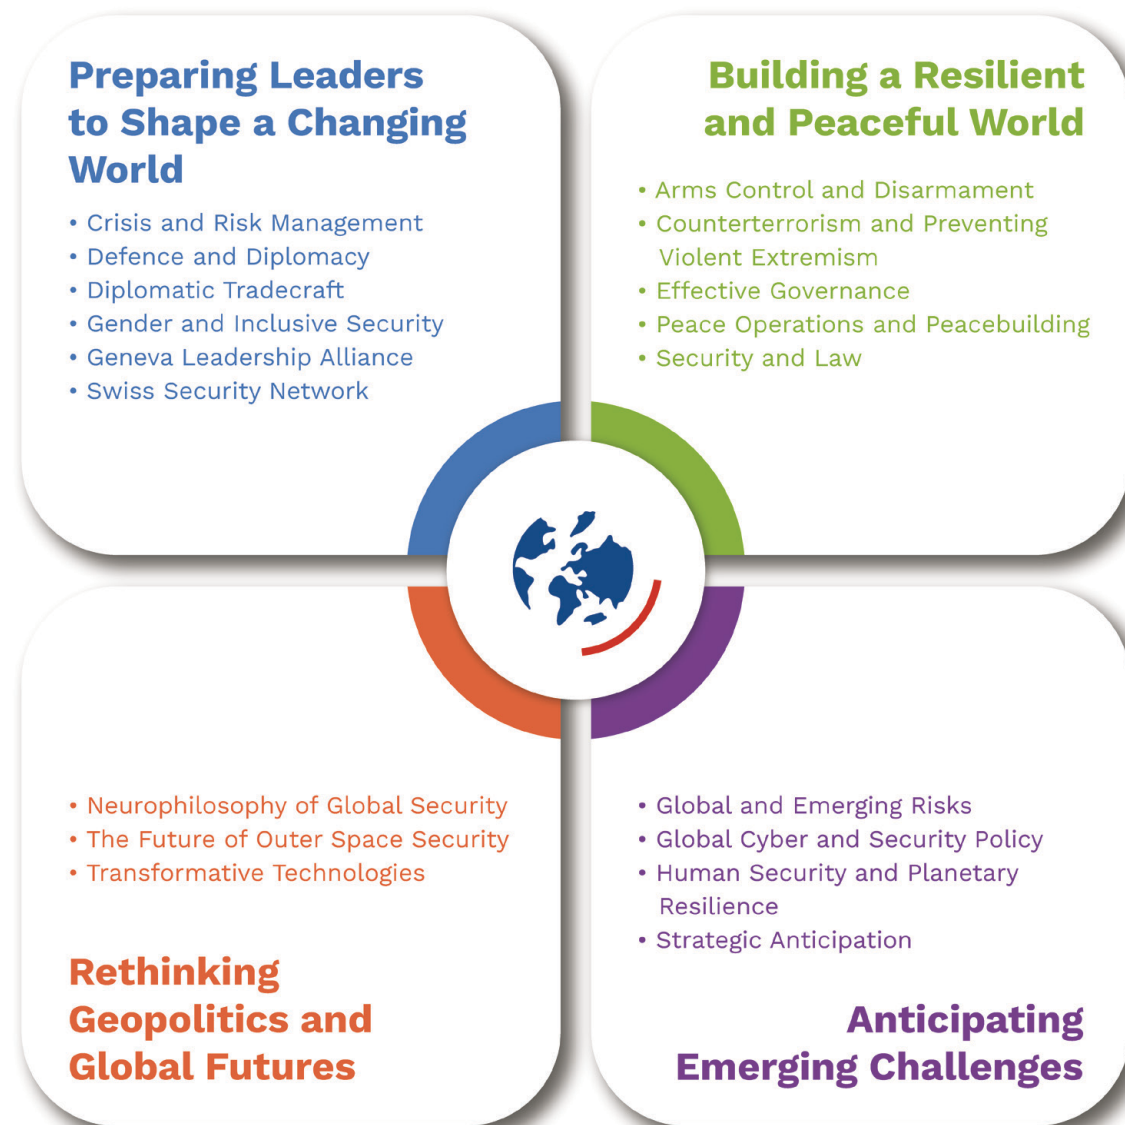 Preparing Leaders
to Shape a Changing
World
• Crisis and Risk Management
• Defence and Diplomacy
• Diplomatic Tradecraft
• Gender and Inclusive Security
• Geneva Leadership Alliance
• Swiss Security Network
Building a Resilient
and Peaceful World
• Arms Control and Disarmament
• Counterterrorism and Preventing
Violent Extremism
• Effective Governance
• Peace Operations and Peacebuilding
• Security and Law
• Neurophilosophy of Global Security
• The Future of Outer Space Security
• Transformative Technologies
Rethinking
Geopolitics and
Global Futures
• Global and Emerging Risks
• Global Cyber and Security Policy
• Human Security and Planetary
Resilience
• Strategic Anticipation
Anticipating
Emerging Challenges